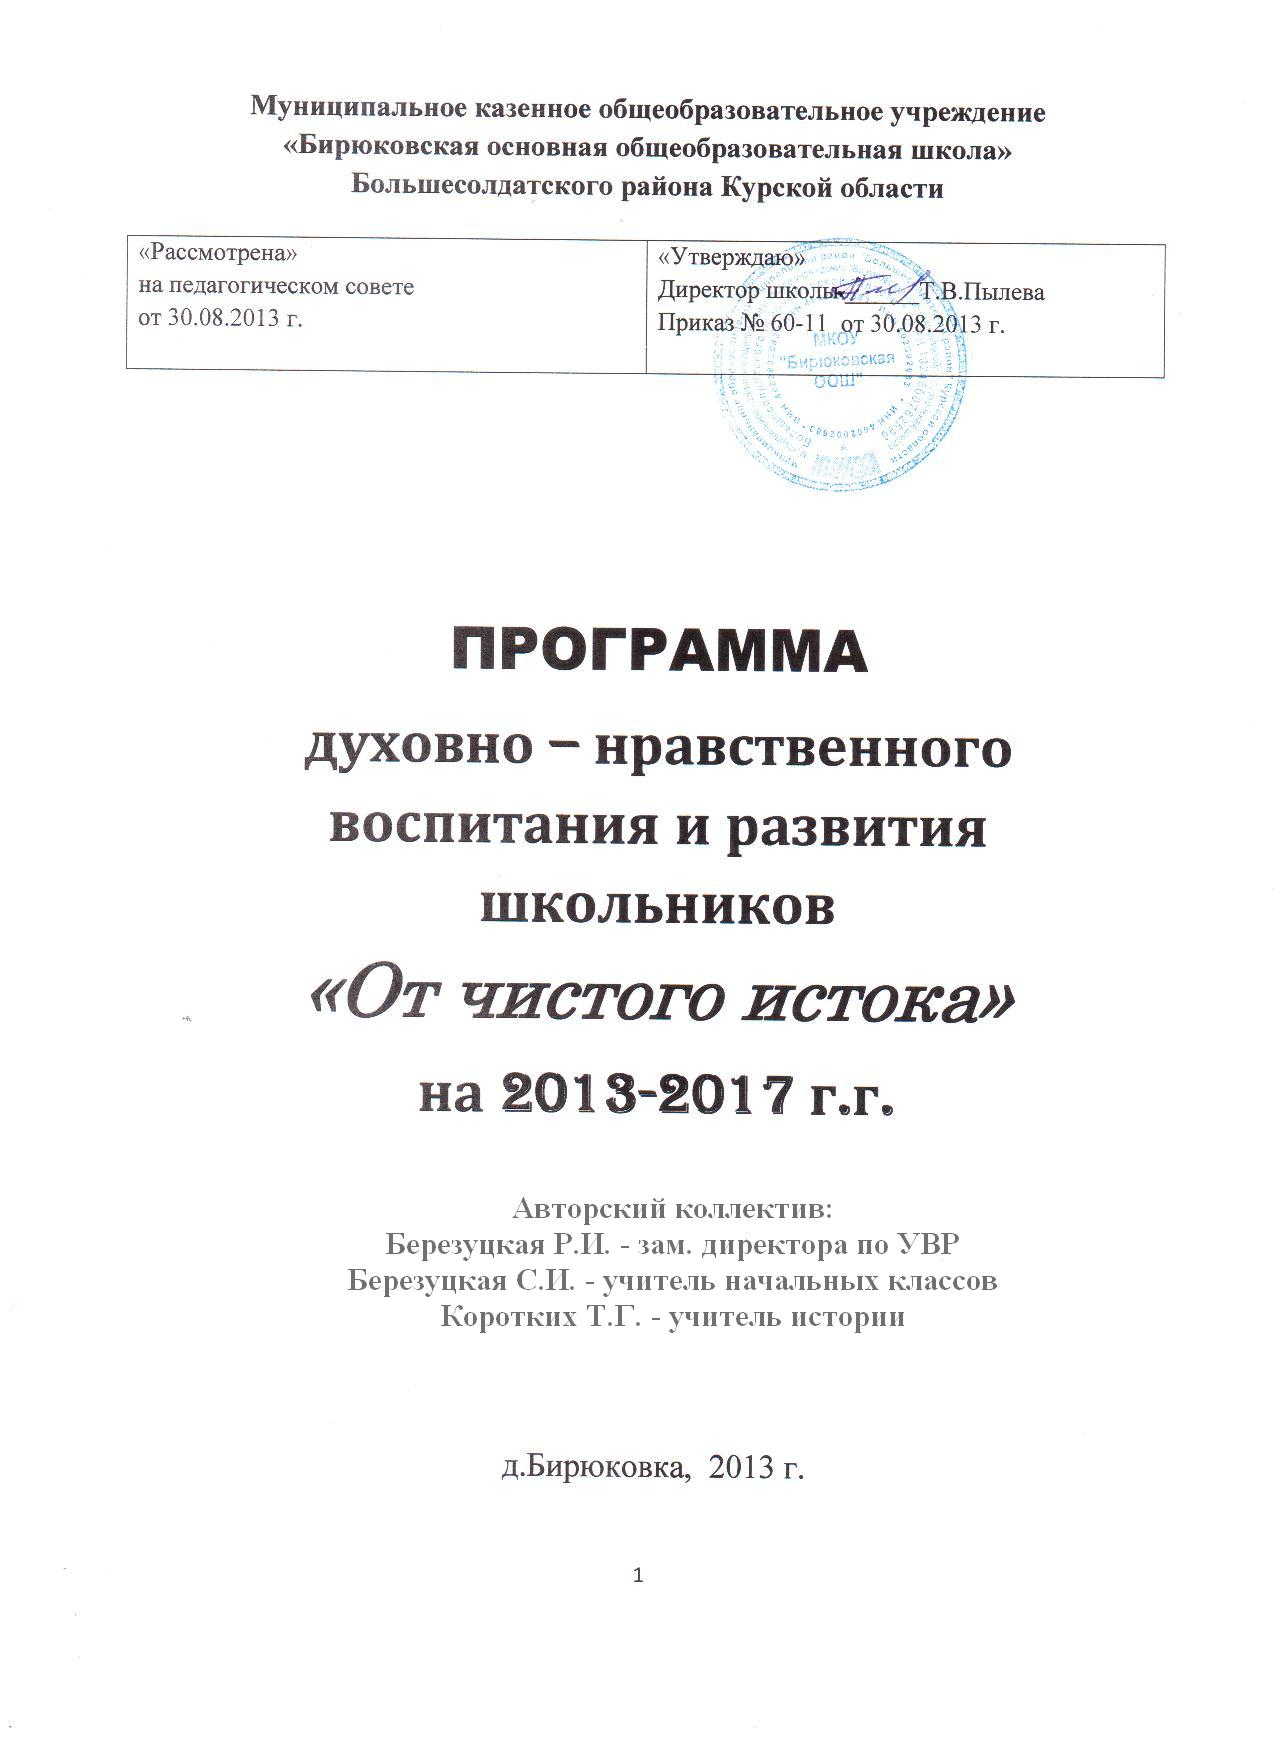 Муниципальное казенное общеобразовательное учреждение
«Бирюковская основная общеобразовательная школа»
Большесолдатского района Курской области
«Рассмотрена»
на педагогическом совете
от 30.08.2013 г.
«Утверждаю»
Директор школы ______Т.В.Пылева
Приказ № 60-11 от 30.08.2013 г.
МКОУ
"Бирюковская
ООШ"
ПРОГРАММА
духовно – нравственного
воспитания и развития
школьников
«От чистого истока»
на 2013-2017 г.г.
Авторский коллектив:
Березуцкая Р.И. - зам. директора по УВР
Березуцкая С.И. - учитель начальных классов
Коротких Т.Г. - учитель истории
д.Бирюковка, 2013 г.
1